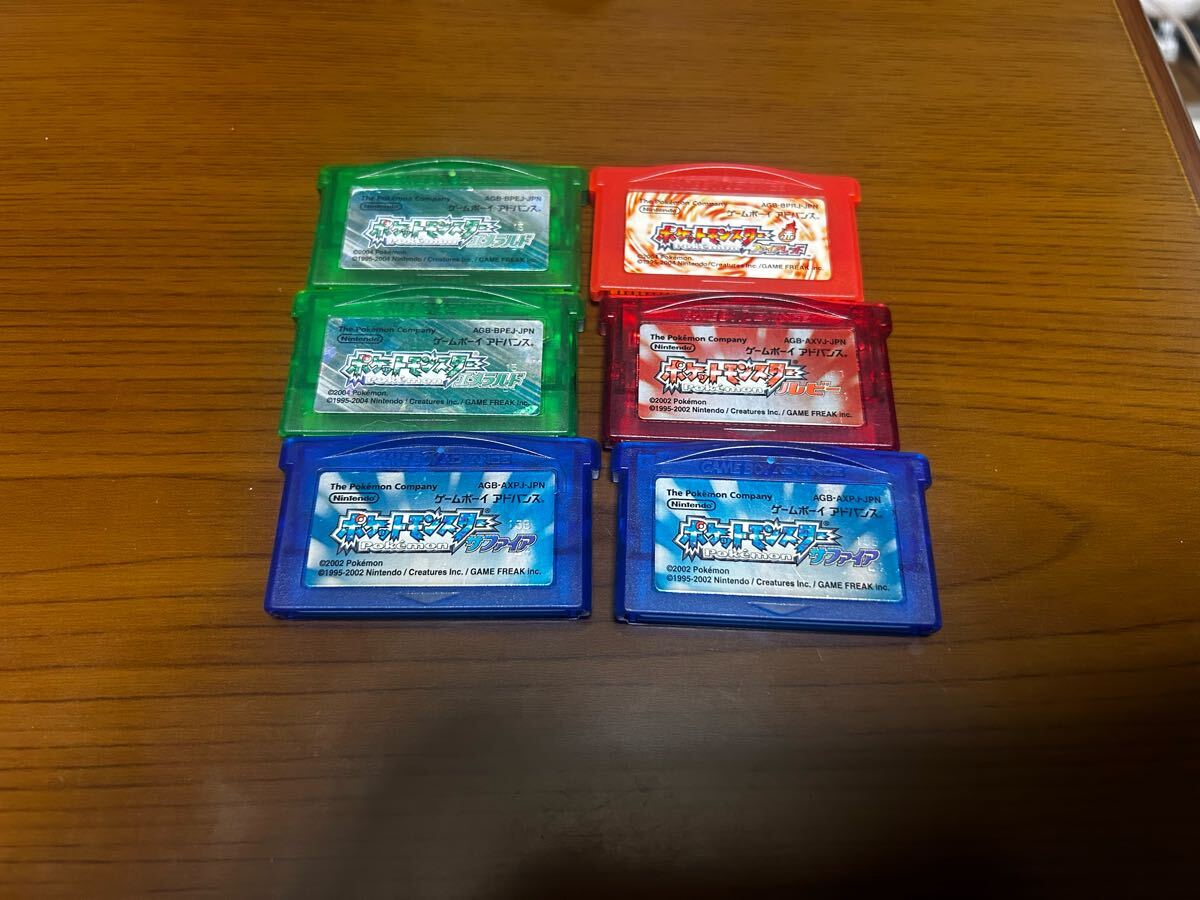 The Pokémon Company AGB-BPEJ-JPN
Nintendo ゲームボーイ アドバンス®
ポケットモンスター
Pokémon エメラルド
©2004 Pokémon.
©1995-2004 Nintendo / Creatures Inc. / GAME FREAK inc.
The Pokémon Company AGB-BPRJ-JPN
Nintendo ゲームボーイ アドバンス®
ポケットモンスター 赤
Pokémon ファイアレッド
©2004 Pokémon.
©1995-2004 Nintendo / Creatures Inc. / GAME FREAK inc.
The Pokémon Company AGB-BPEJ-JPN
Nintendo ゲームボーイ アドバンス®
ポケットモンスター
Pokémon エメラルド
©2004 Pokémon.
©1995-2004 Nintendo / Creatures Inc. / GAME FREAK inc.
The Pokémon Company AGB-AXVJ-JPN
Nintendo ゲームボーイ アドバンス®
ポケットモンスター
Pokémon ルビー
©2002 Pokémon
©1995-2002 Nintendo / Creatures Inc. / GAME FREAK inc.
The Pokémon Company AGB-AXPJ-JPN
Nintendo ゲームボーイ アドバンス®
ポケットモンスター®
Pokémon サファイア
©2002 Pokémon
©1995-2002 Nintendo / Creatures Inc. / GAME FREAK inc.
GAME BOY ADVANCE
The Pokémon Company AGB-AXPJ-JPN
Nintendo ゲームボーイ アドバンス®
ポケットモンスター®
Pokémon サファイア
©2002 Pokémon
©1995-2002 Nintendo / Creatures Inc. / GAME FREAK inc.